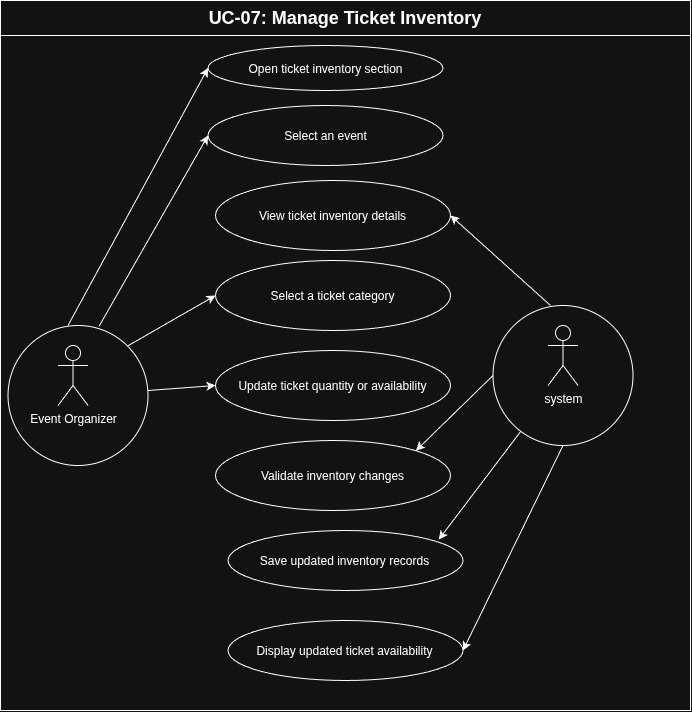 UC-07: Manage Ticket Inventory
Open ticket inventory section
Select an event
View ticket inventory details
Select a ticket category
Update ticket quantity or availability
Event Organizer
system
Validate inventory changes
Save updated inventory records
Display updated ticket availability